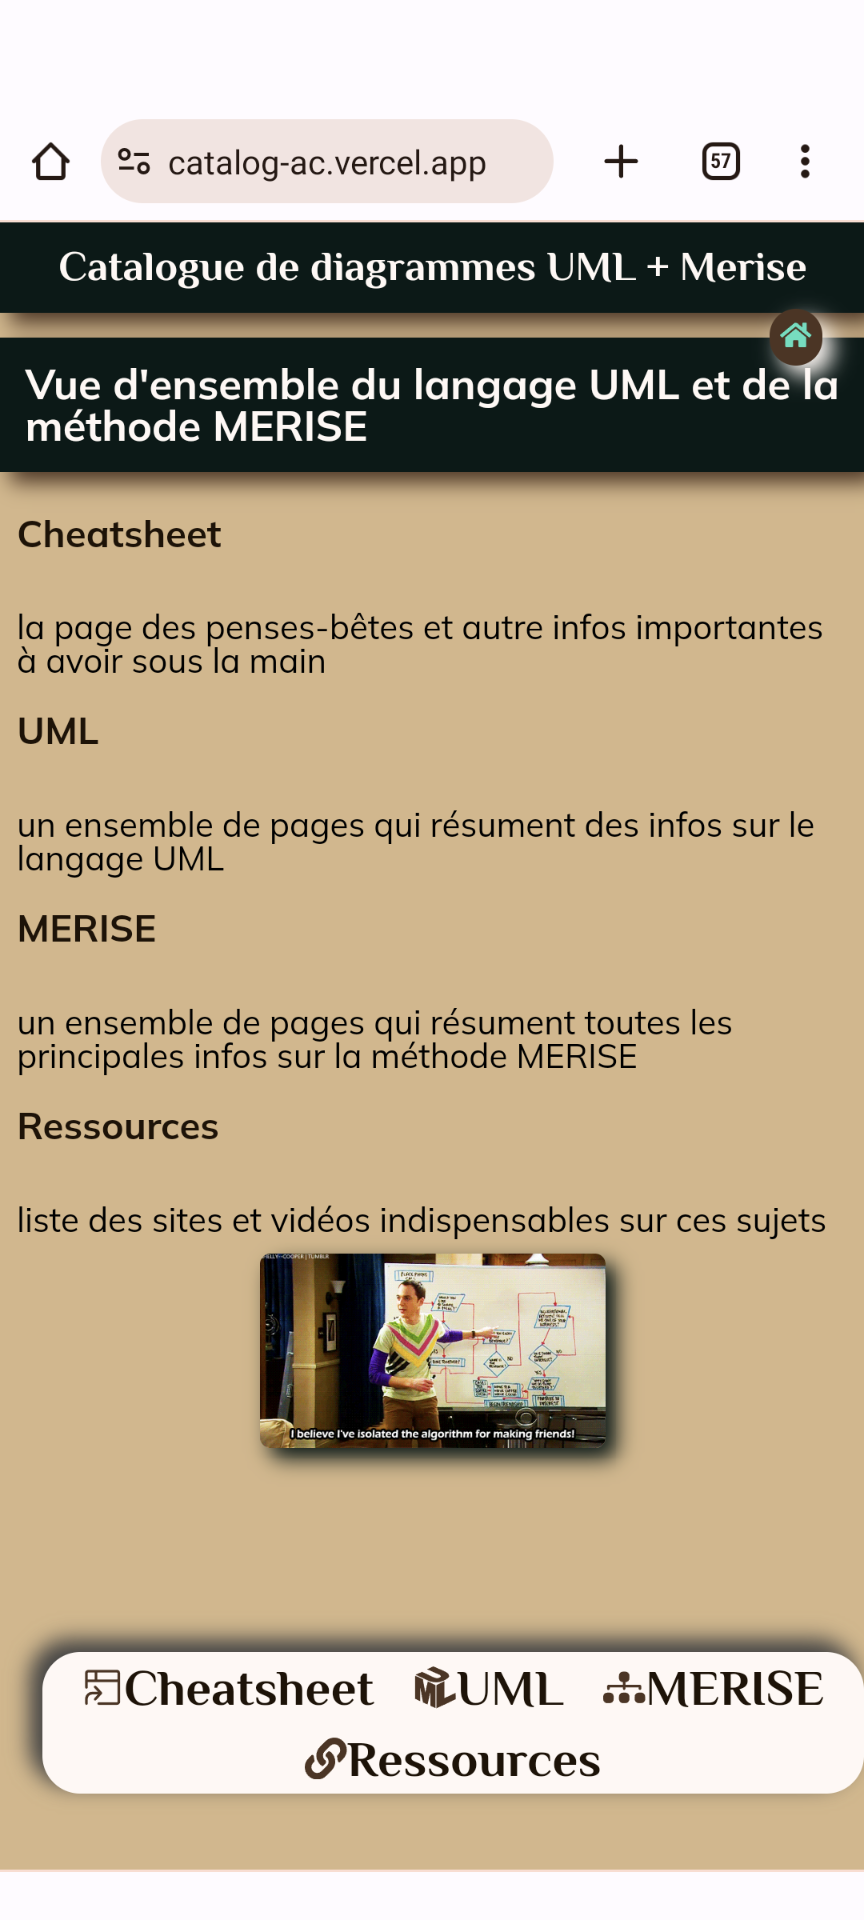 catalog-ac.vercel.app
57
Catalogue de diagrammes UML + Merise
Vue d'ensemble du langage UML et de la
méthode MERISE
Cheatsheet
la page des penses-bêtes et autre infos importantes
à avoir sous la main
UML
un ensemble de pages qui résument des infos sur le
langage UML
MERISE
un ensemble de pages qui résument toutes les
principales infos sur la méthode MERISE
Ressources
liste des sites et vidéos indispensables sur ces sujets
I believe I've isolated the algorithm for making friends!
Cheatsheet
UML
MERISE
Ressources